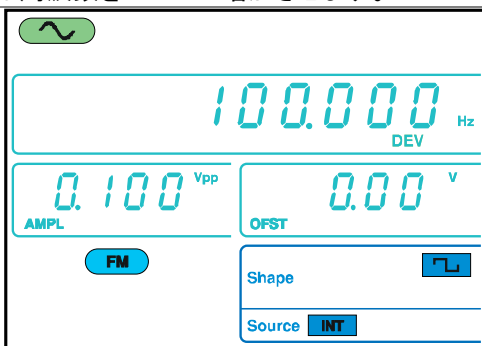 100.000 Hz
DEV
0.100 Vpp
AMPL
0.00 V
OFST
FM
Shape
Source INT